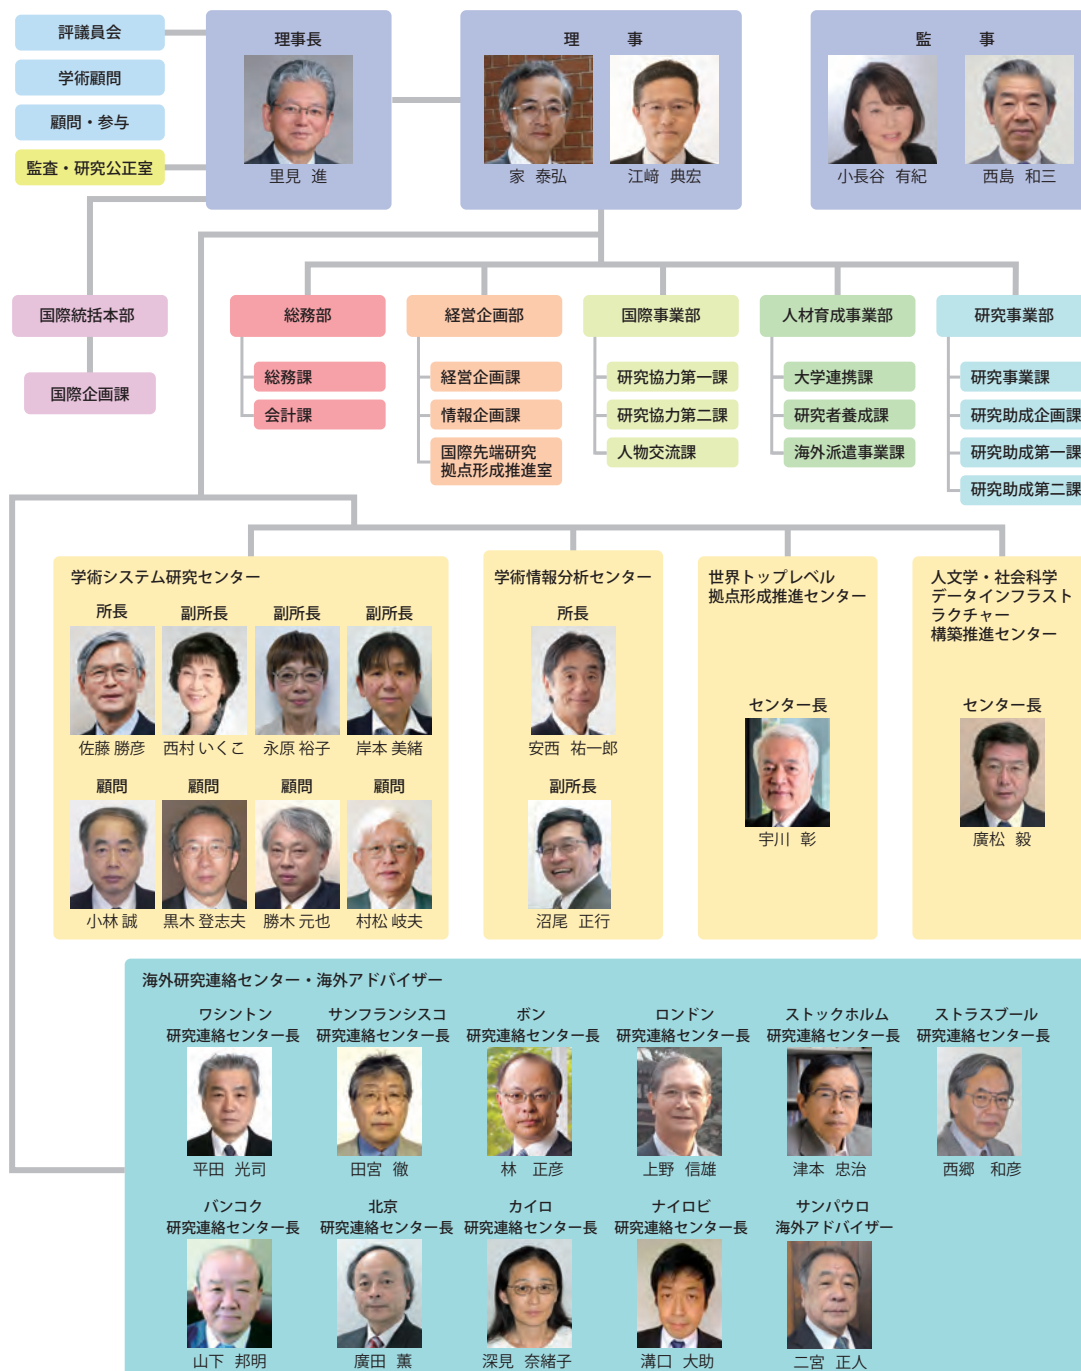 評議員会
学術顧問
顧問・参与
監査・研究公正室
理事長
里見 進
理 事
家 泰弘
江﨑 典宏
監 事
小長谷 有紀
西島 和三
国際統括本部
国際企画課
総務部
総務課
会計課
経営企画部
経営企画課
情報企画課
国際先端研究
拠点形成推進室
国際事業部
研究協力第一課
研究協力第二課
人物交流課
人材育成事業部
大学連携課
研究者養成課
海外派遣事業課
研究事業部
研究事業課
研究助成企画課
研究助成第一課
研究助成第二課
学術システム研究センター
所長
佐藤 勝彦
副所長
西村 いくこ
副所長
永原 裕子
副所長
岸本 美緒
顧問
小林 誠
顧問
黒木 登志夫
顧問
勝木 元也
顧問
村松 岐夫
学術情報分析センター
所長
安西 祐一郎
副所長
沼尾 正行
世界トップレベル
拠点形成推進センター
センター長
宇川 彰
人文学・社会科学
データインフラスト
ラクチャー
構築推進センター
センター長
廣松 毅
海外研究連絡センター・海外アドバイザー
ワシントン
研究連絡センター長
平田 光司
サンフランシスコ
研究連絡センター長
田宮 徹
ボン
研究連絡センター長
林 正彦
ロンドン
研究連絡センター長
上野 信雄
ストックホルム
研究連絡センター長
津本 忠治
ストラスブール
研究連絡センター長
西郷 和彦
バンコク
研究連絡センター長
山下 邦明
北京
研究連絡センター長
廣田 薫
カイロ
研究連絡センター長
深見 奈緒子
ナイロビ
研究連絡センター長
溝口 大助
サンパウロ
海外アドバイザー
二宮 正人